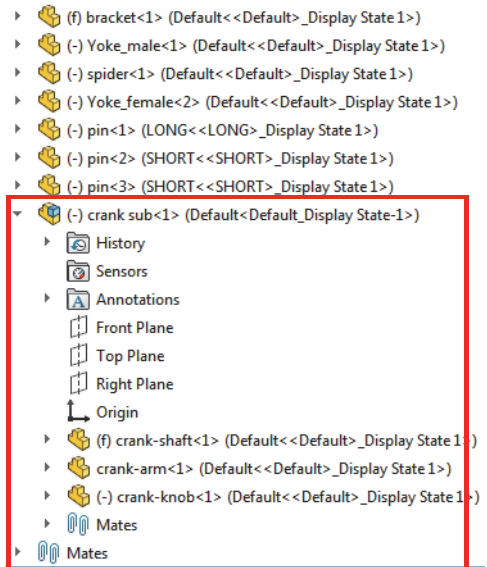 (f) bracket<1> (Default<<Default>_Display State 1>)
(-) Yoke_male<1> (Default<<Default>_Display State 1>)
(-) spider<1> (Default<<Default>_Display State 1>)
(-) Yoke_female<2> (Default<<Default>_Display State 1>)
(-) pin<1> (LONG<<LONG>_Display State 1>)
(-) pin<2> (SHORT<<SHORT>_Display State 1>)
(-) pin<3> (SHORT<<SHORT>_Display State 1>)
(-) crank sub<1> (Default<Default_Display State-1>)
History
Sensors
A Annotations
Front Plane
Top Plane
Right Plane
Origin
(f) crank-shaft<1> (Default<<Default>_Display State 1>)
crank-arm<1> (Default<<Default>_Display State 1>)
(-) crank-knob<1> (Default<<Default>_Display State 1>)
Mates
Mates